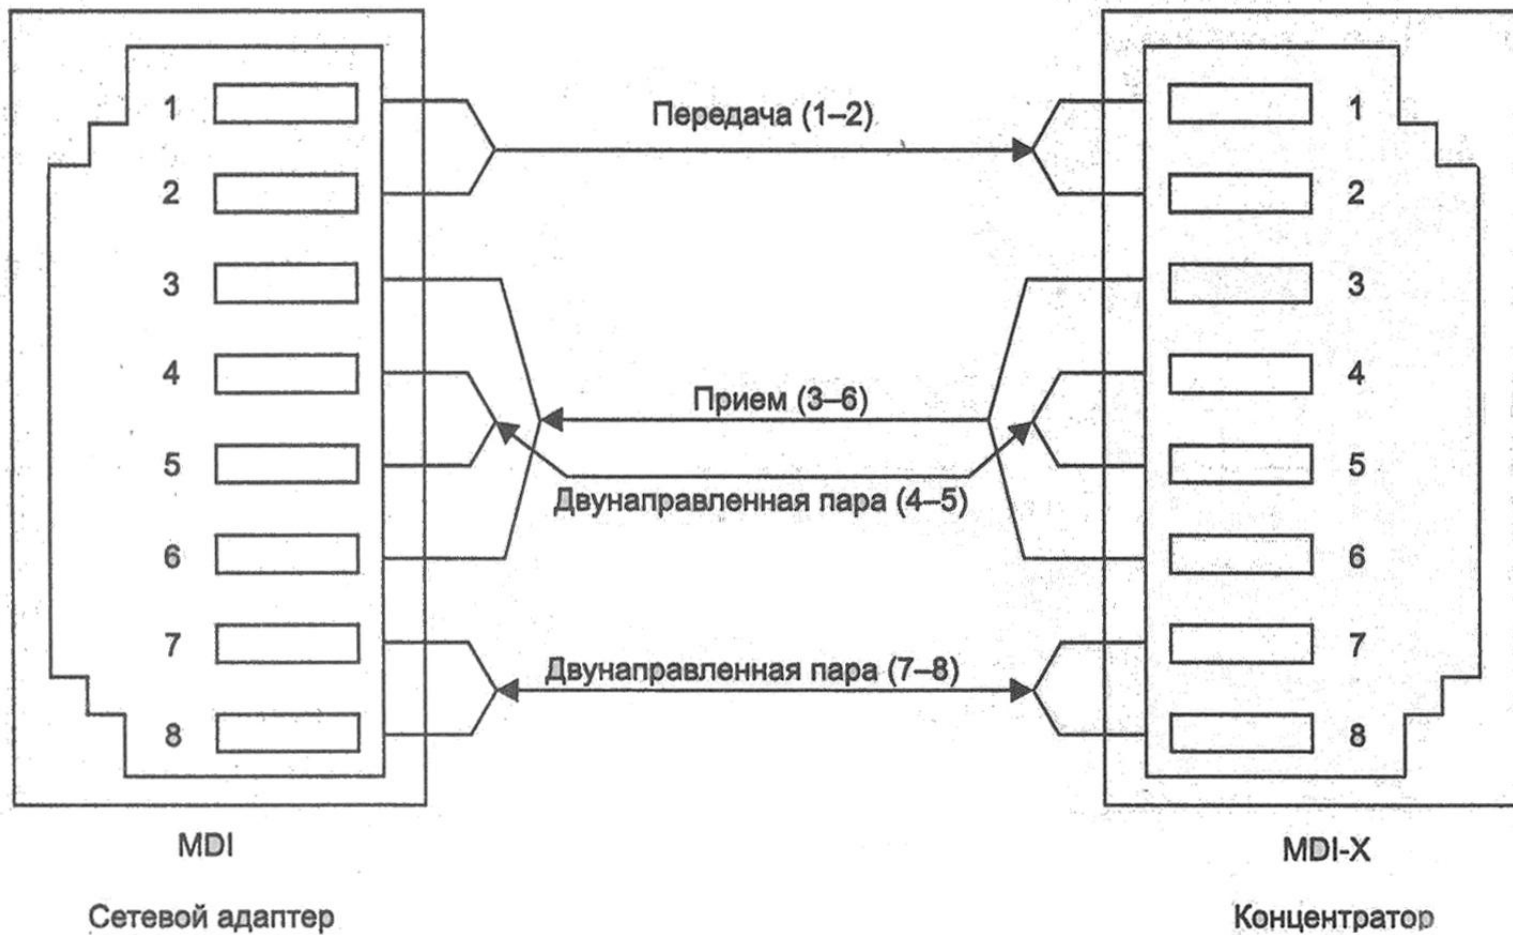 1
2
3
4
5
6
7
8
Передача (1–2)
Прием (3–6)
Двунаправленная пара (4–5)
Двунаправленная пара (7–8)
1
2
3
4
5
6
7
8
MDI
MDI-X
Сетевой адаптер
Концентратор